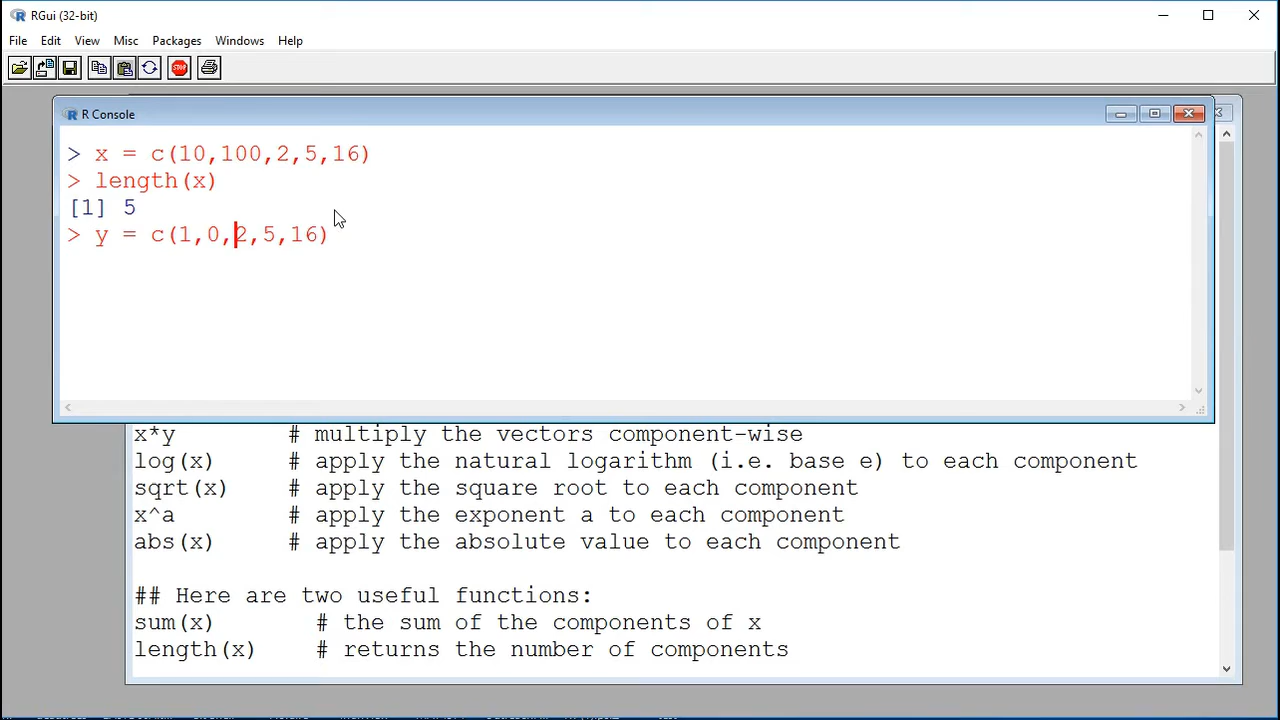 RGui (32-bit)
File Edit View Misc Packages Windows Help
STOP
R Console
> x = c(10,100,2,5,16)
> length(x)
[1] 5
> y = c(1,0,2,5,16)
x*y # multiply the vectors component-wise
log(x) # apply the natural logarithm (i.e. base e) to each component
sqrt(x) # apply the square root to each component
x^a # apply the exponent a to each component
abs(x) # apply the absolute value to each component
## Here are two useful functions:
sum(x) # the sum of the components of x
length(x) # returns the number of components